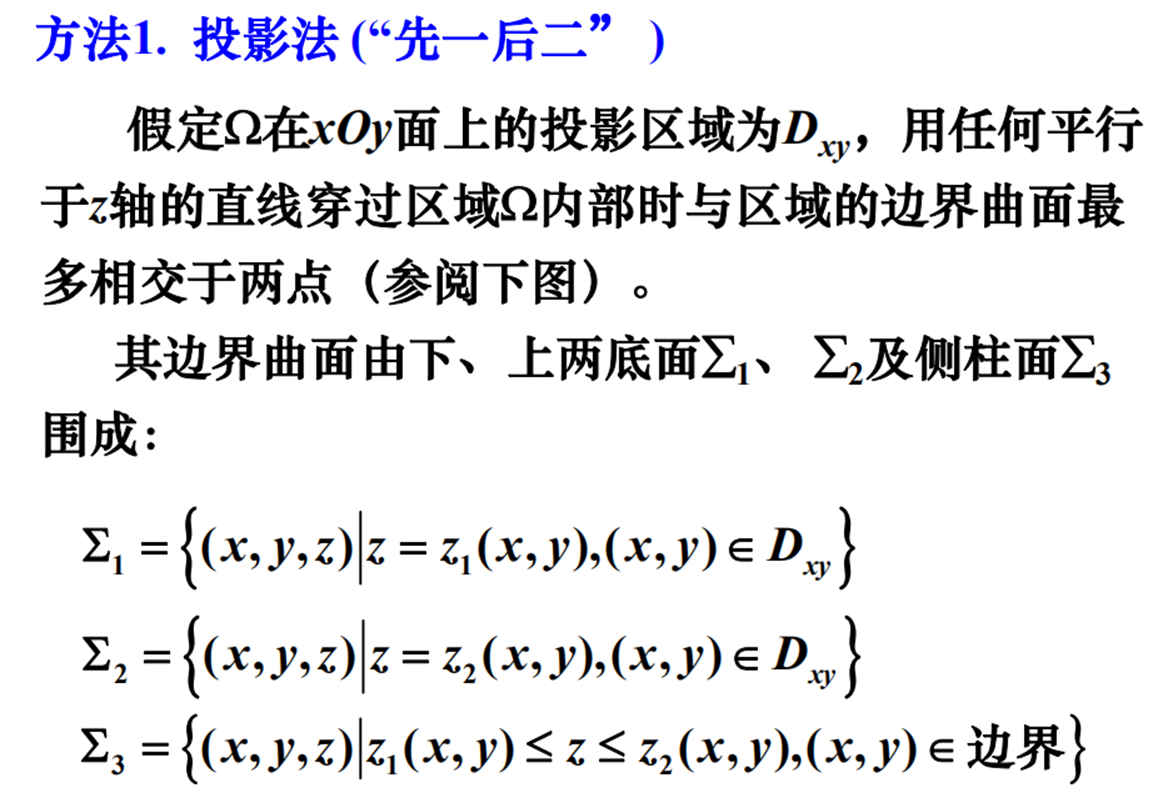 方法1. 投影法 (“先一后二” )
假定Ω在xOy面上的投影区域为Dxy，用任何平行
于z轴的直线穿过区域Ω内部时与区域的边界曲面最
多相交于两点（参阅下图）。
其边界曲面由下、上两底面Σ1、 Σ2及侧柱面Σ3
围成：
Σ1 = {(x, y, z)|z = z1(x, y),(x, y) ∈ Dxy}
Σ2 = {(x, y, z)|z = z2(x, y),(x, y) ∈ Dxy}
Σ3 = {(x, y, z)|z1(x, y) ≤ z ≤ z2(x, y),(x, y) ∈ 边界}